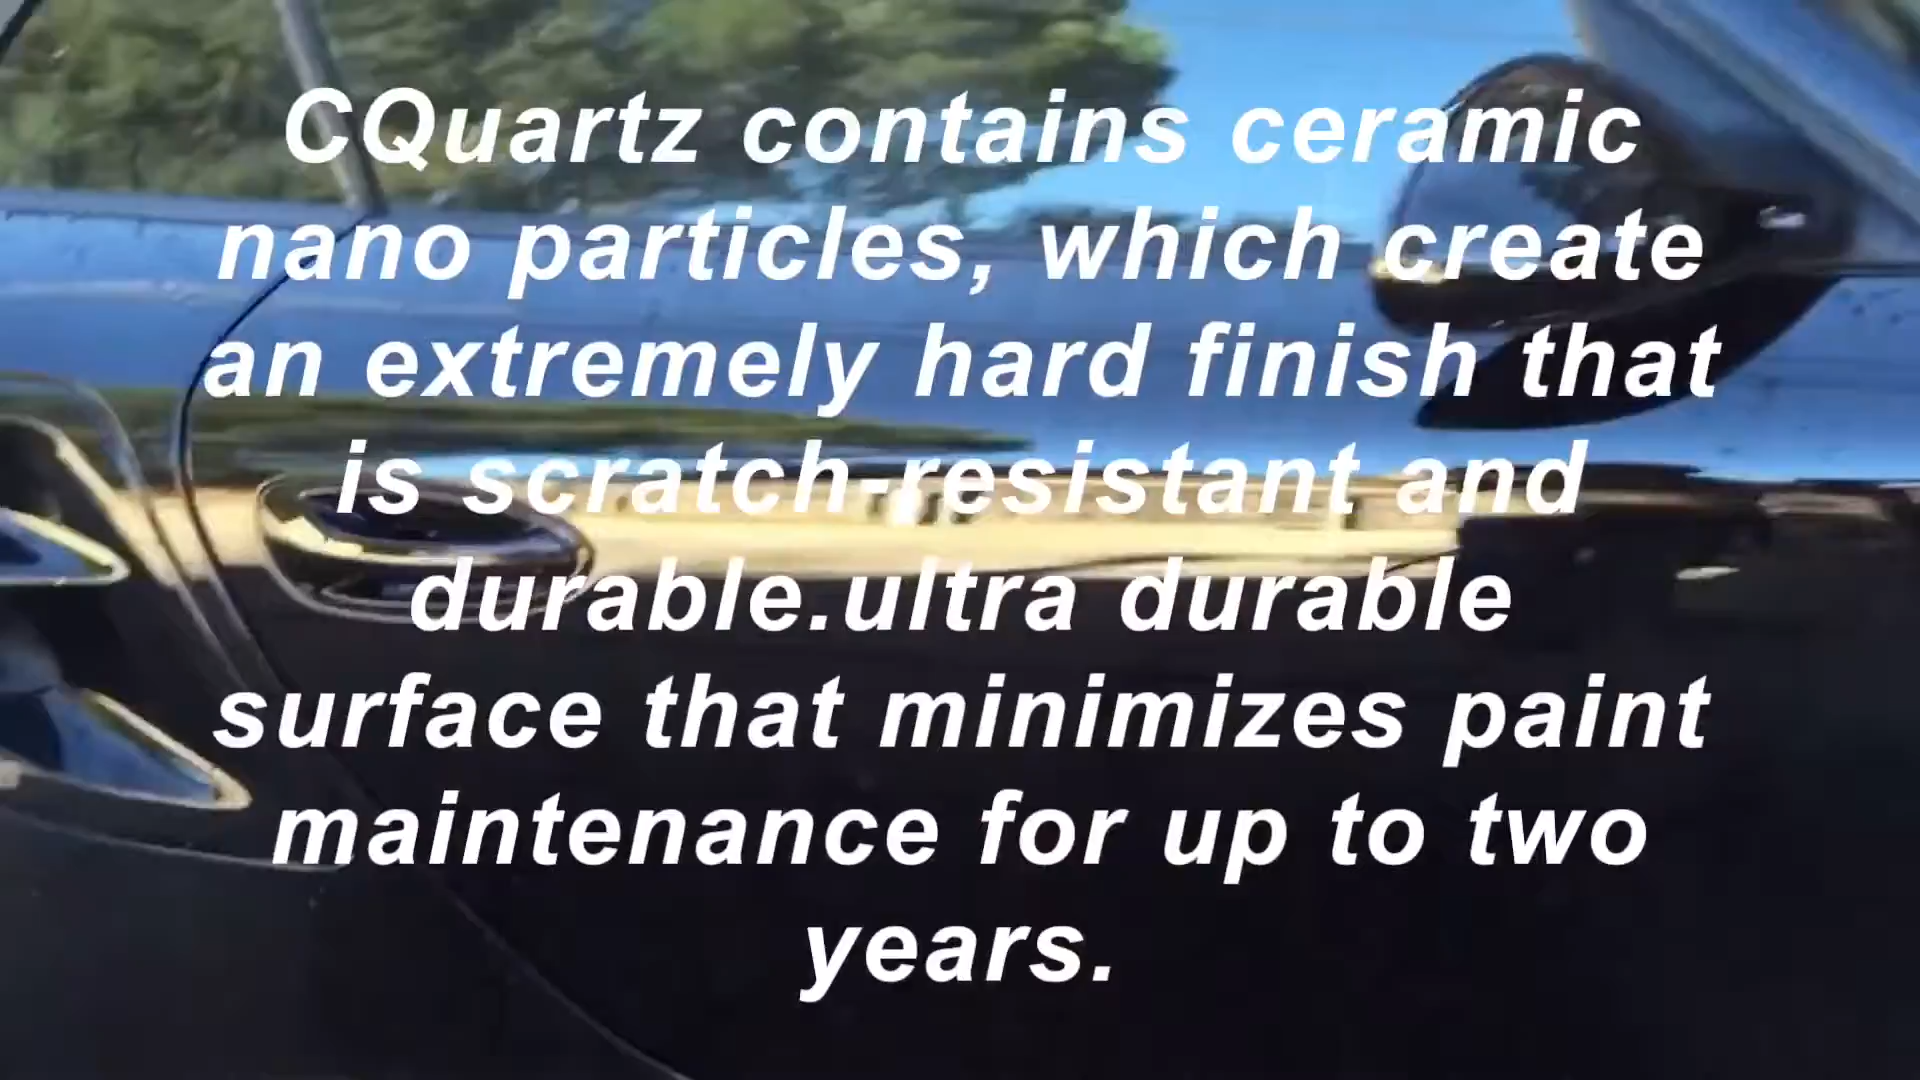 CQuartz contains ceramic
nano particles, which create
an extremely hard finish that
is scratch-resistant and
durable.ultra durable
surface that minimizes paint
maintenance for up to two
years.